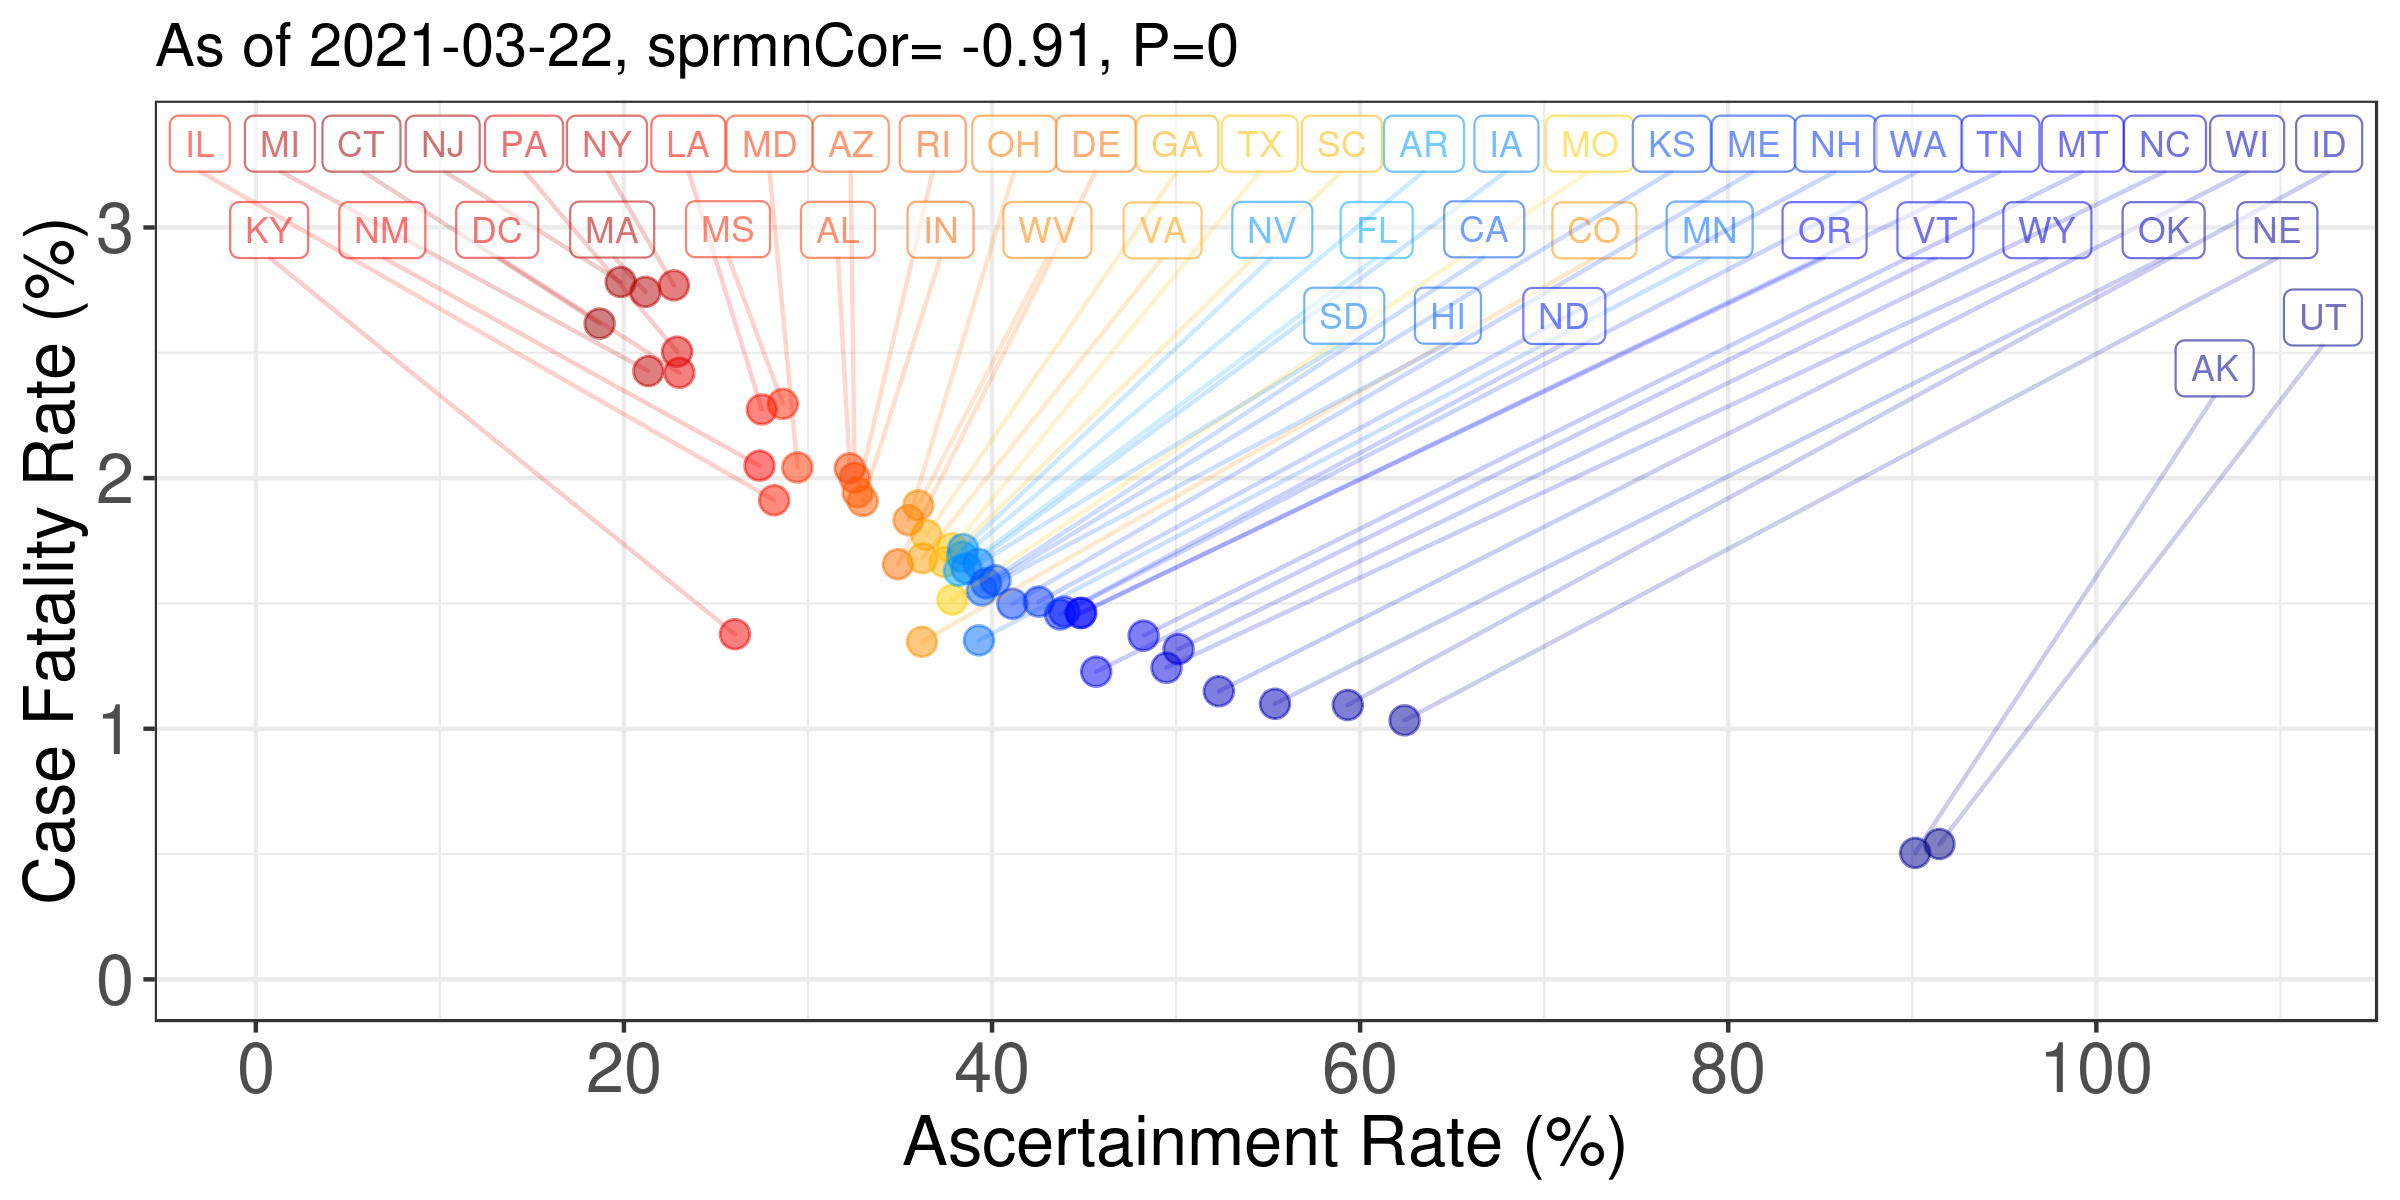 As of 2021-03-22, sprmnCor= -0.91, P=0
IL MI CT NJ PA NY LA MD AZ RI OH DE GA TX SC AR IA MO KS ME NH WA TN MT NC WI ID
KY NM DC MA MS AL IN WV VA NV FL CA CO MN OR VT WY OK NE
SD HI ND UT
AK
3
2
1
0
Case Fatality Rate (%)
0 20 40 60 80 100
Ascertainment Rate (%)